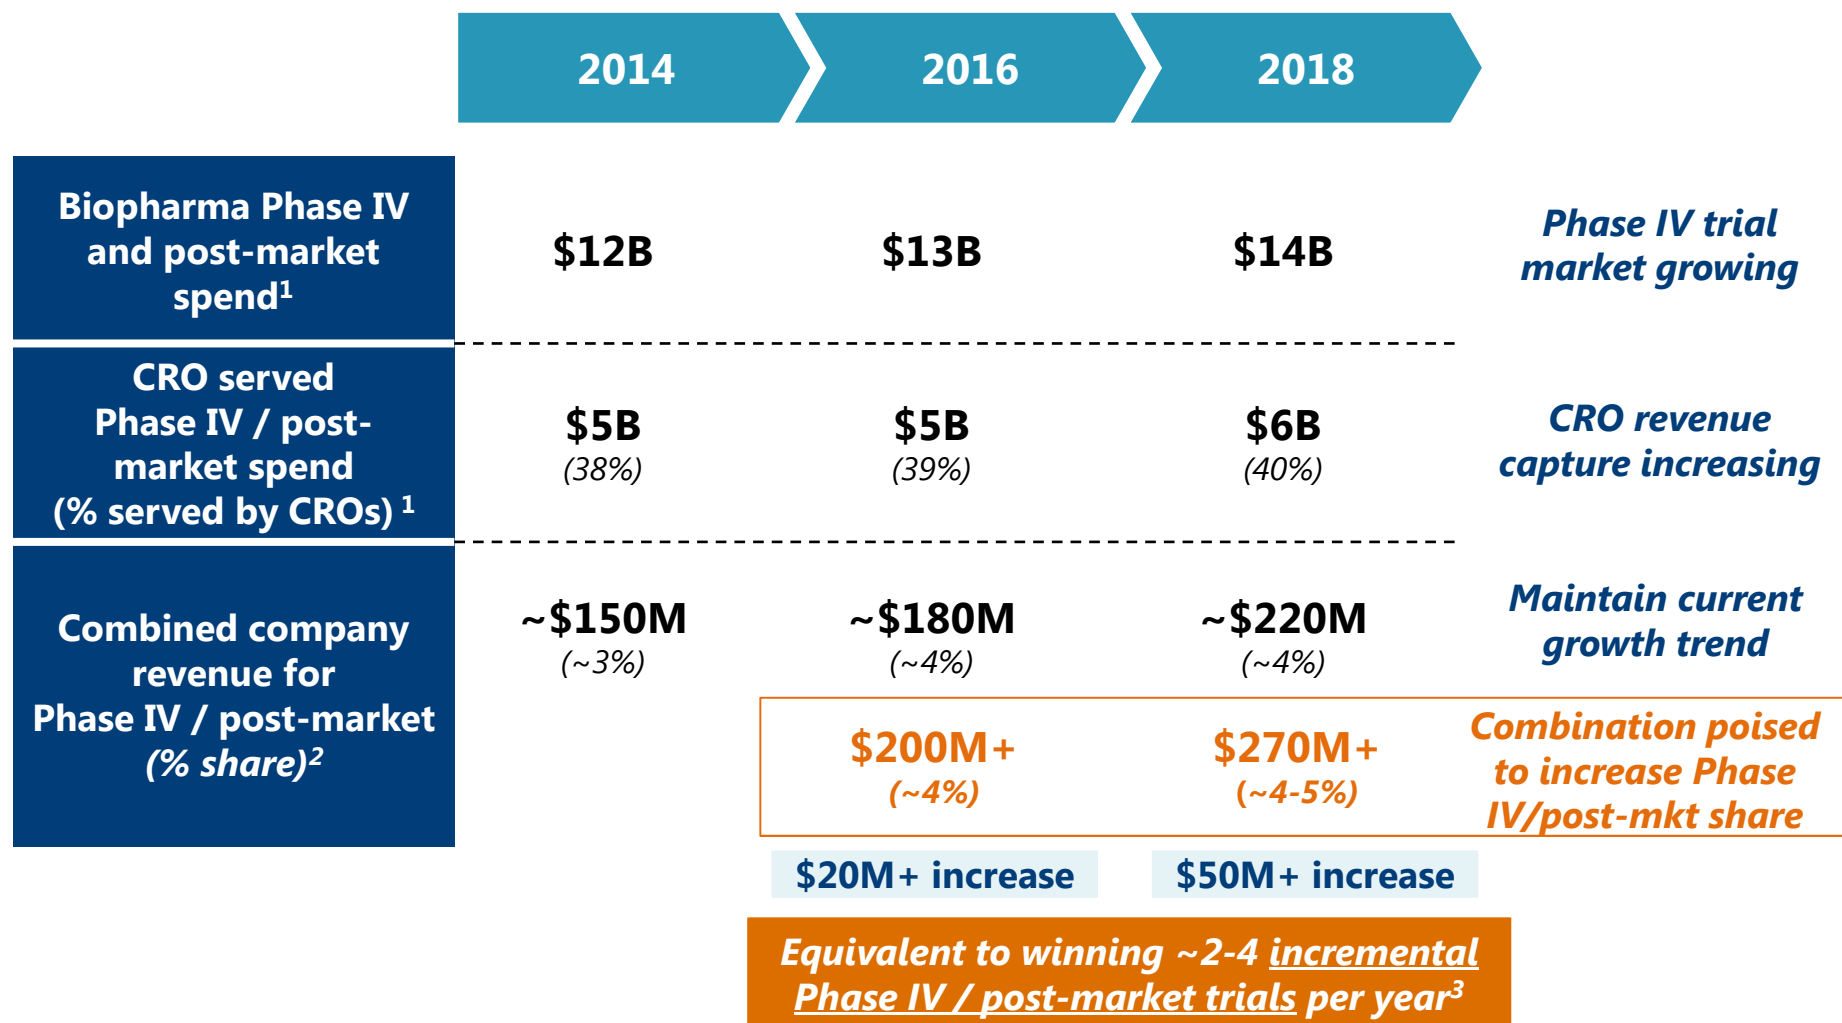 2014
2016
2018
Biopharma Phase IV
and post-market
spend1
$12B
$13B
$14B
Phase IV trial
market growing
CRO served
Phase IV / post-
market spend
(% served by CROs) 1
$5B
(38%)
$5B
(39%)
$6B
(40%)
CRO revenue
capture increasing
Combined company
revenue for
Phase IV / post-market
(% share)2
~$150M
(~3%)
~$180M
(~4%)
~$220M
(~4%)
Maintain current
growth trend
$200M+
(~4%)
$270M+
(~4-5%)
Combination poised
to increase Phase
IV/post-mkt share
$20M+ increase
$50M+ increase
Equivalent to winning ~2-4 incremental
Phase IV / post-market trials per year3